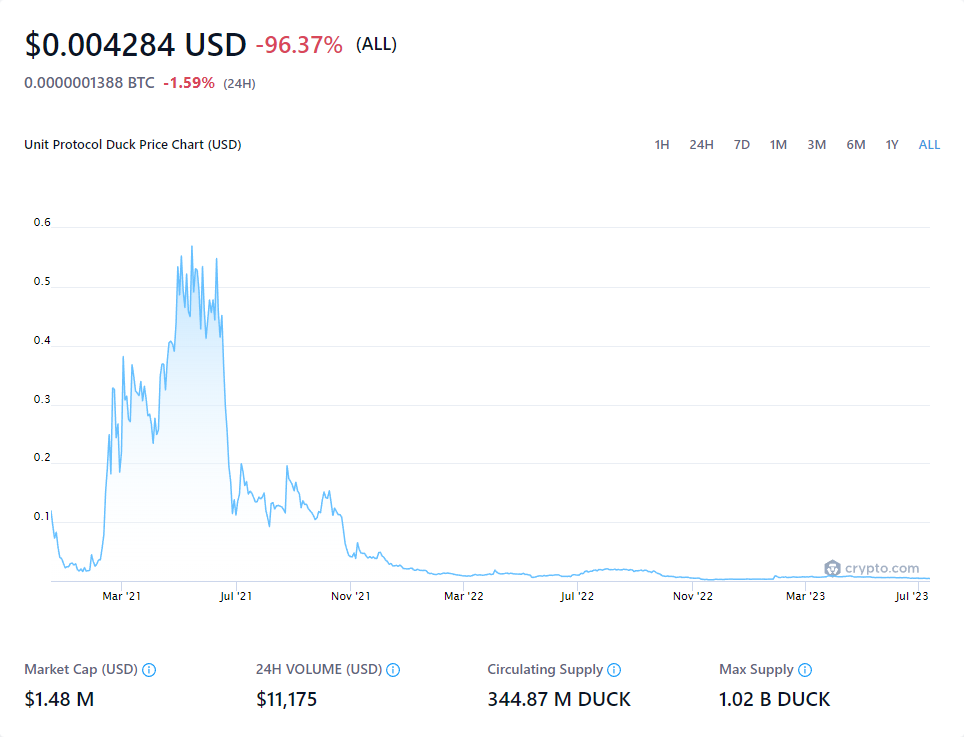 $0.004284 USD -96.37% (ALL)
0.0000001388 BTC -1.59% (24H)
Unit Protocol Duck Price Chart (USD) 1H 24H 7D 1M 3M 6M 1Y ALL
0.6
0.5
0.4
0.3
0.2
0.1
crypto.com
Mar '21 Jul '21 Nov '21 Mar '22 Jul '22 Nov '22 Mar '23 Jul '23
Market Cap (USD) 24H VOLUME (USD) Circulating Supply Max Supply
$1.48 M $11,175 344.87 M DUCK 1.02 B DUCK